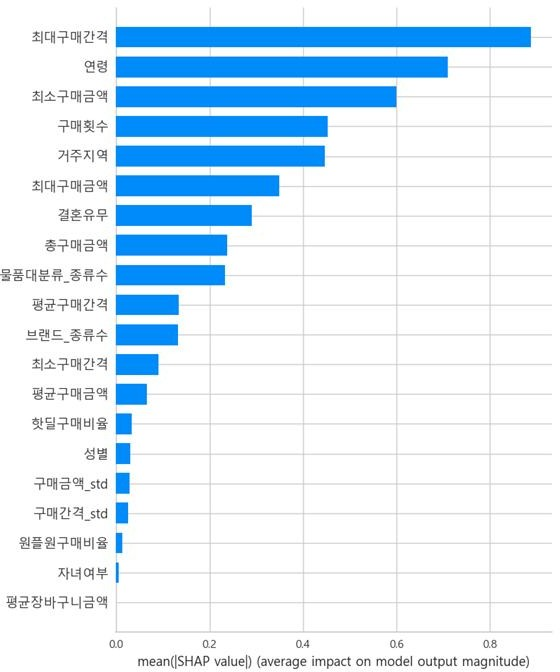 최대구매간격
연령
최소구매금액
구매횟수
거주지역
최대구매금액
결혼유무
총구매금액
물품대분류_종류수
평균구매간격
브랜드_종류수
최소구매간격
평균구매금액
핫딜구매비율
성별
구매금액_std
구매간격_std
원플원구매비율
자녀여부
평균장바구니금액
0.0 0.2 0.4 0.6 0.8
mean(|SHAP value|) (average impact on model output magnitude)